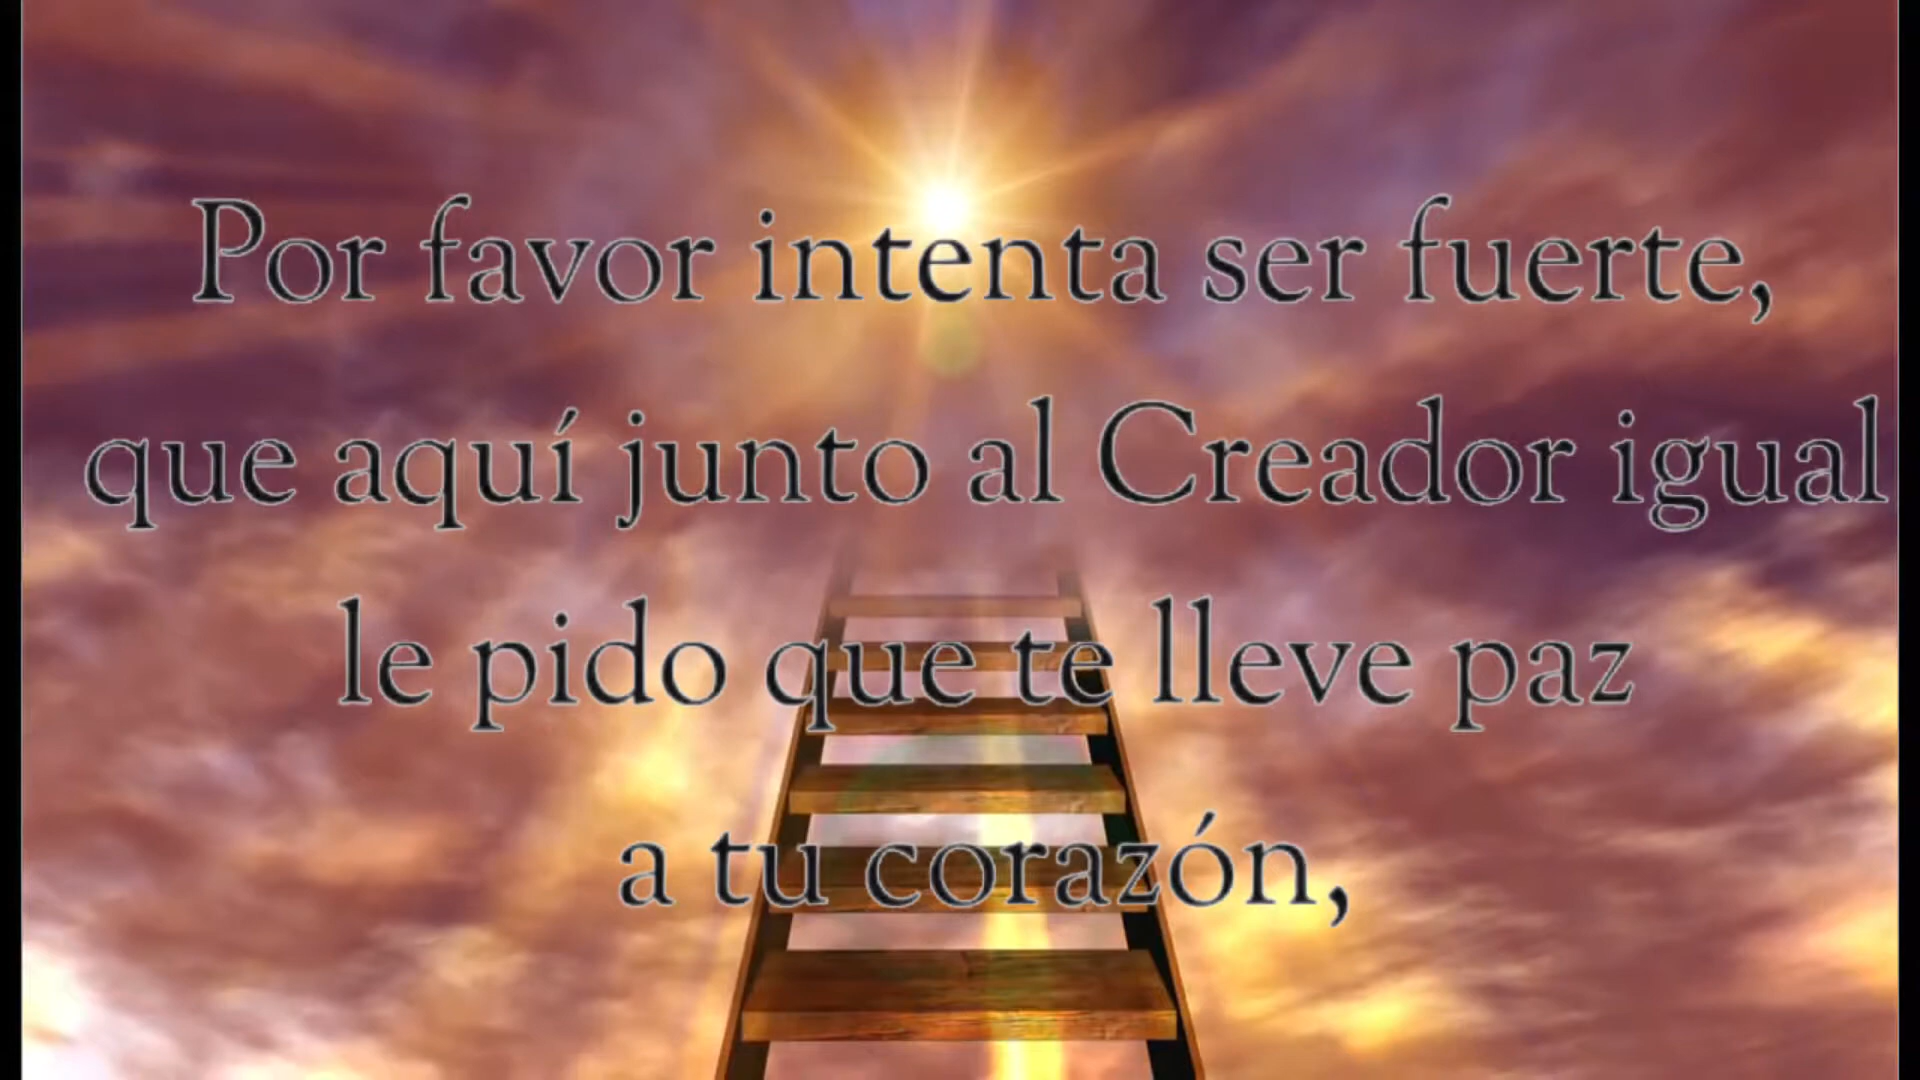 Por favor intenta ser fuerte,
que aquí junto al Creador igual
le pido que te lleve paz
a tu corazón,